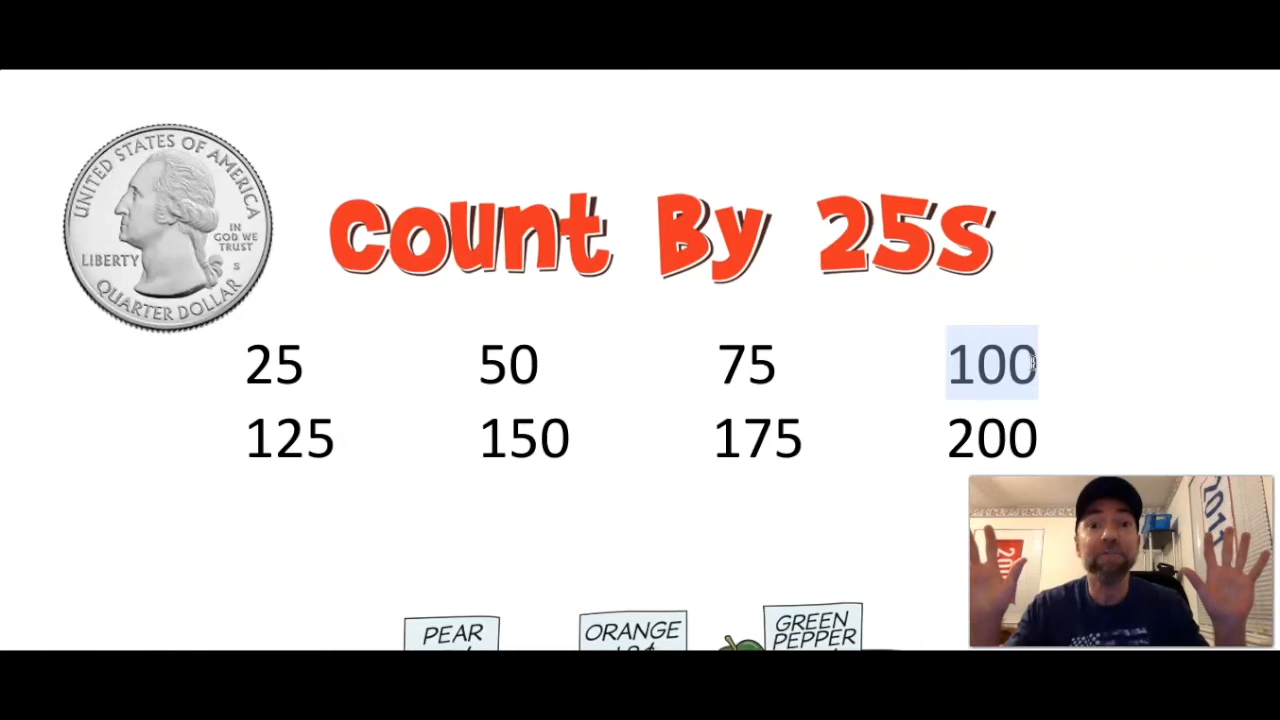 UNITED STATES OF AMERICA
IN
GOD WE
TRUST
LIBERTY
S
QUARTER DOLLAR
Count By 25s
25 50 75 100
125 150 175 200
201
PEAR ORANGE GREEN
PEPPER